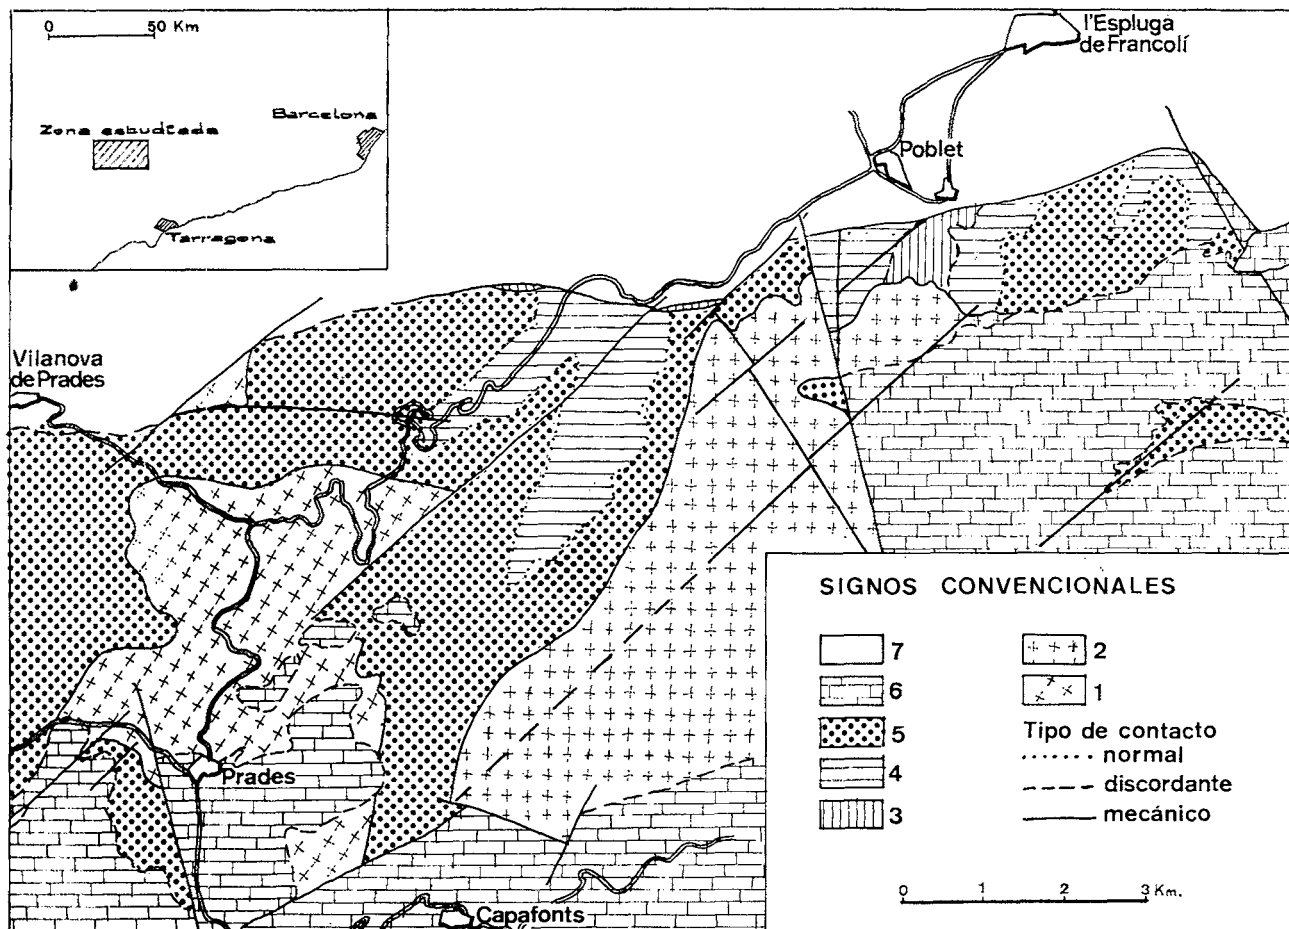 0 50 Km
Barcelona
Zona esbudtada
Tarragona
l'Espluga
de Francolí
Poblet
Vilanova
de Prades
Prades
Capafonts
SIGNOS CONVENCIONALES
7
6
5
4
3
2
1
Tipo de contacto
normal
discordante
mecánico
0 1 2 3 Km.